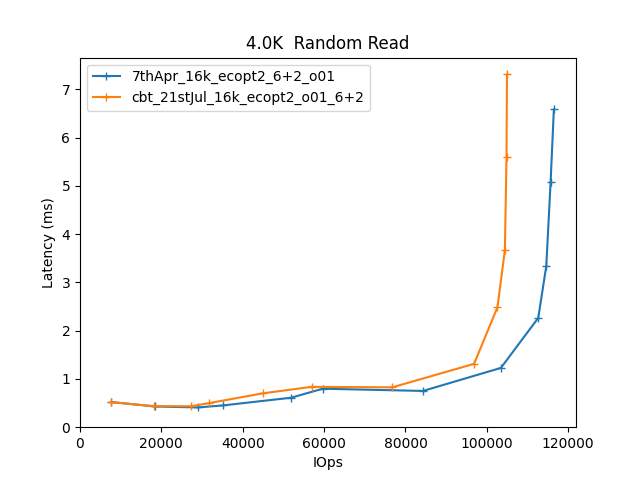 4.0K  Random Read
7thApr_16k_ecopt2_6+2_o01
cbt_21stJul_16k_ecopt2_o01_6+2
Latency (ms)
7
6
5
4
3
2
1
0
0 20000 40000 60000 80000 100000 120000
IOps